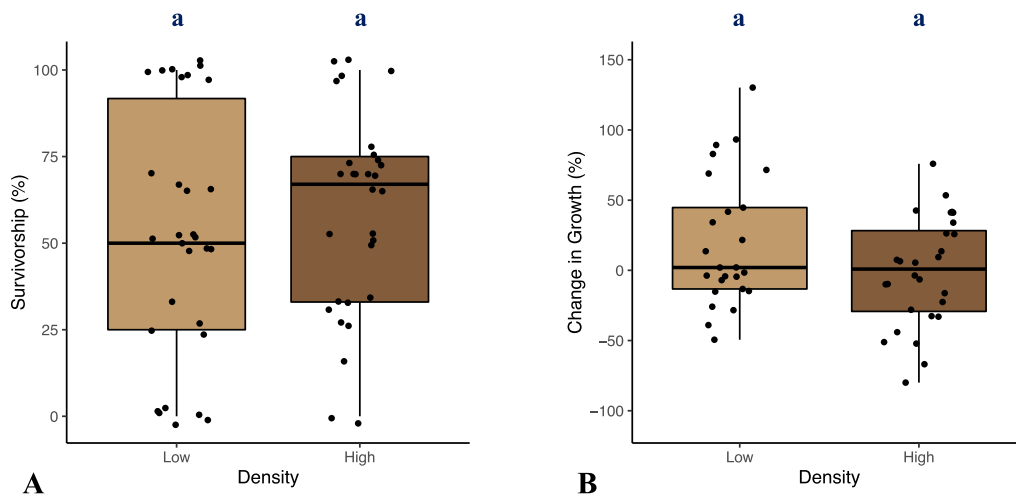 a a
Survivorship (%)
100
75
50
25
0
Low High
Density
A
a a
Change in Growth (%)
150
100
50
0
−50
−100
Low High
Density
B